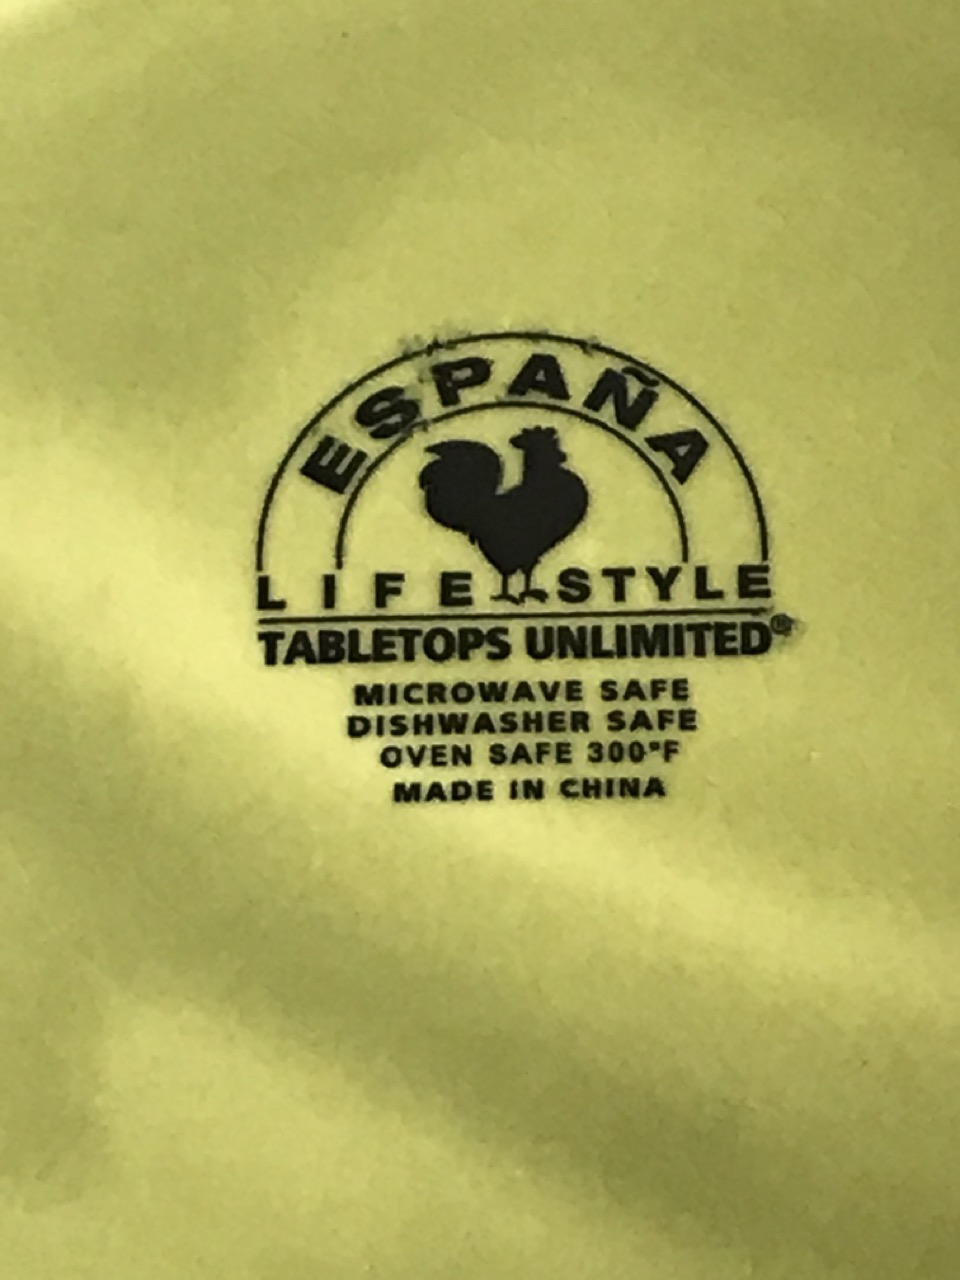 ESPAÑA
LIFE STYLE
TABLETOPS UNLIMITED®
MICROWAVE SAFE
DISHWASHER SAFE
OVEN SAFE 300°F
MADE IN CHINA